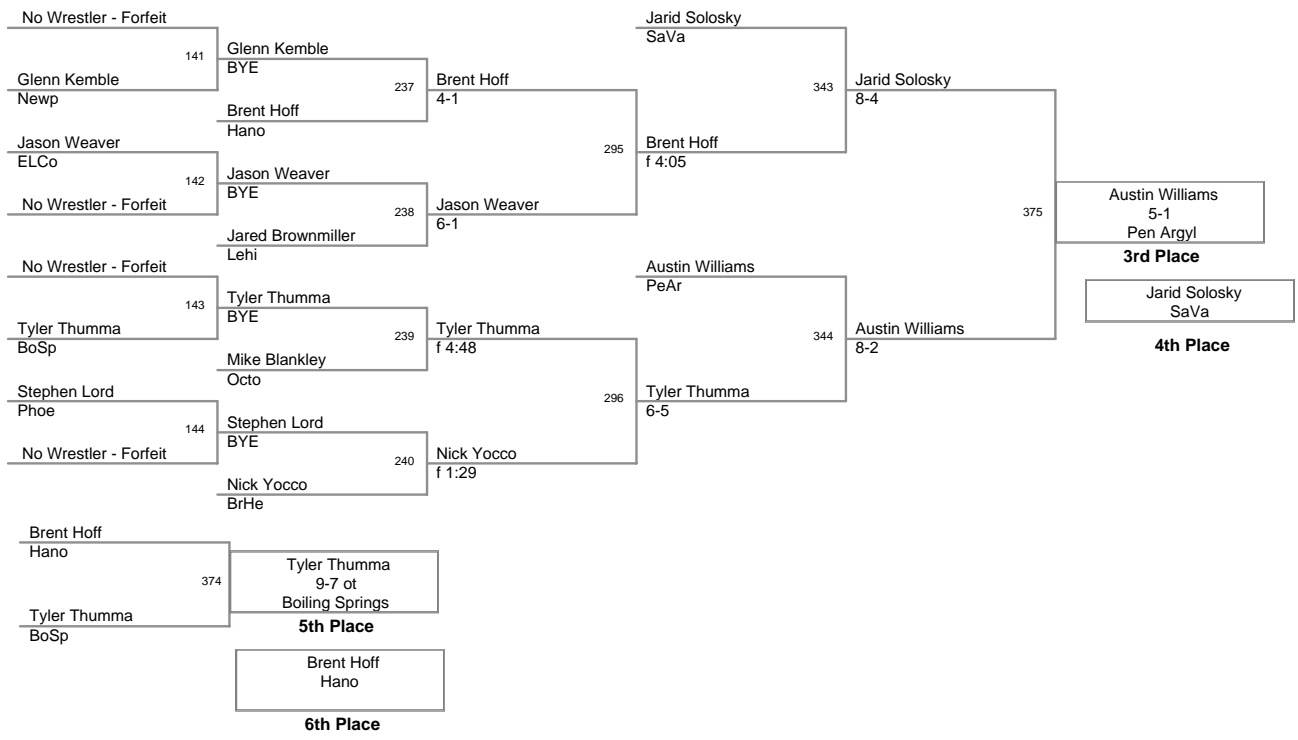 No Wrestler - Forfeit
141
Glenn Kemble
Newp
Glenn Kemble
BYE
237
Brent Hoff
Hano
Brent Hoff
4-1
Jason Weaver
ELCo
142
No Wrestler - Forfeit
Jason Weaver
BYE
238
Jared Brownmiller
Lehi
Jason Weaver
6-1
295
Brent Hoff
f 4:05
Jarid Solosky
SaVa
343
Jarid Solosky
8-4
No Wrestler - Forfeit
143
Tyler Thumma
BoSp
Tyler Thumma
BYE
239
Mike Blankley
Octo
Tyler Thumma
f 4:48
Stephen Lord
Phoe
144
No Wrestler - Forfeit
Stephen Lord
BYE
240
Nick Yocco
BrHe
Nick Yocco
f 1:29
296
Tyler Thumma
6-5
Austin Williams
PeAr
344
Austin Williams
8-2
375
Austin Williams
5-1
Pen Argyl
3rd Place
Jarid Solosky
SaVa
4th Place
Brent Hoff
Hano
374
Tyler Thumma
BoSp
Tyler Thumma
9-7 ot
Boiling Springs
5th Place
Brent Hoff
Hano
6th Place